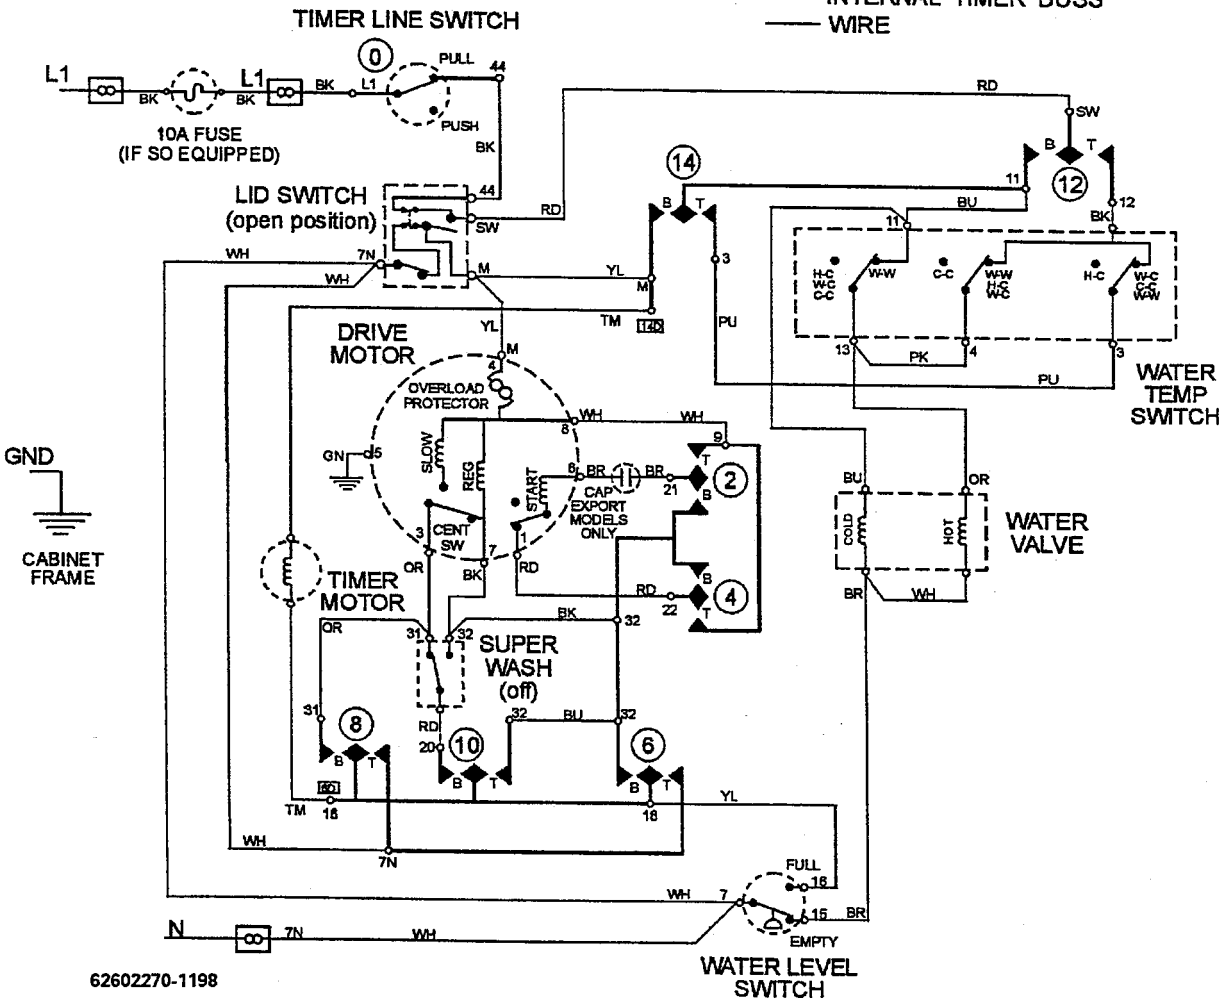 INTERNAL TIMER BUSS
WIRE
TIMER LINE SWITCH
0
PULL
44
L1
L1
BK
BK
BK
L1
PUSH
10A FUSE
(IF SO EQUIPPED)
BK
RD
SW
B T
12
14
11
12
BK
LID SWITCH
(open position)
44
SW
RD
B T
BU
11
WH
7N
WH
M
YL
M
3
TM
14D
H-C
W-C
C-C
W-W
C-C
W-W
H-C
W-C
H-C
W-C
C-C
W-W
YL
PU
13
PK
4
3
PU
WATER
TEMP
SWITCH
DRIVE
MOTOR
M
4
OVERLOAD
PROTECTOR
8
WH
WH
9
GN
5
SLOW
REG
START
6
BR
BR
21
T
B
2
CAP
EXPORT
MODELS
ONLY
3
CENT
SW
7
1
OR
BK
RD
RD
22
B
T
4
GND
CABINET
FRAME
BU
OR
COLD
HOT
WATER
VALVE
BR
WH
TIMER
MOTOR
OR
31
32
BK
32
SUPER
WASH
(off)
31
8
B T
RD
20
10
B T
32
BU
32
6
B T
TM
6D
16
18
YL
WH
7N
FULL
16
WH
7
15
BR
EMPTY
N
7N
WH
WATER LEVEL
SWITCH
62602270-1198